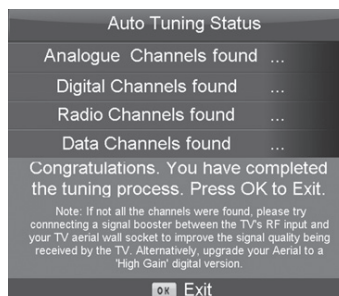 Auto Tuning Status
Analogue Channels found ...
Digital Channels found ...
Radio Channels found ...
Data Channels found ...
Congratulations. You have completed
the tuning process. Press OK to Exit.
Note: If not all the channels were found, please try
connnecting a signal booster between the TV's RF input and
your TV aerial wall socket to improve the signal quality being
received by the TV. Alternatively, upgrade your Aerial to a
'High Gain' digital version.
OK Exit